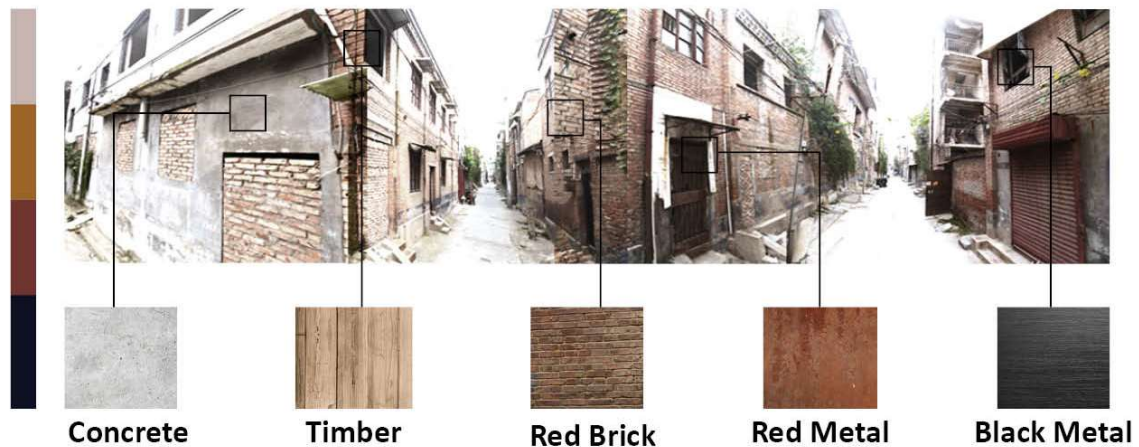 Concrete
Timber
Red Brick
Red Metal
Black Metal